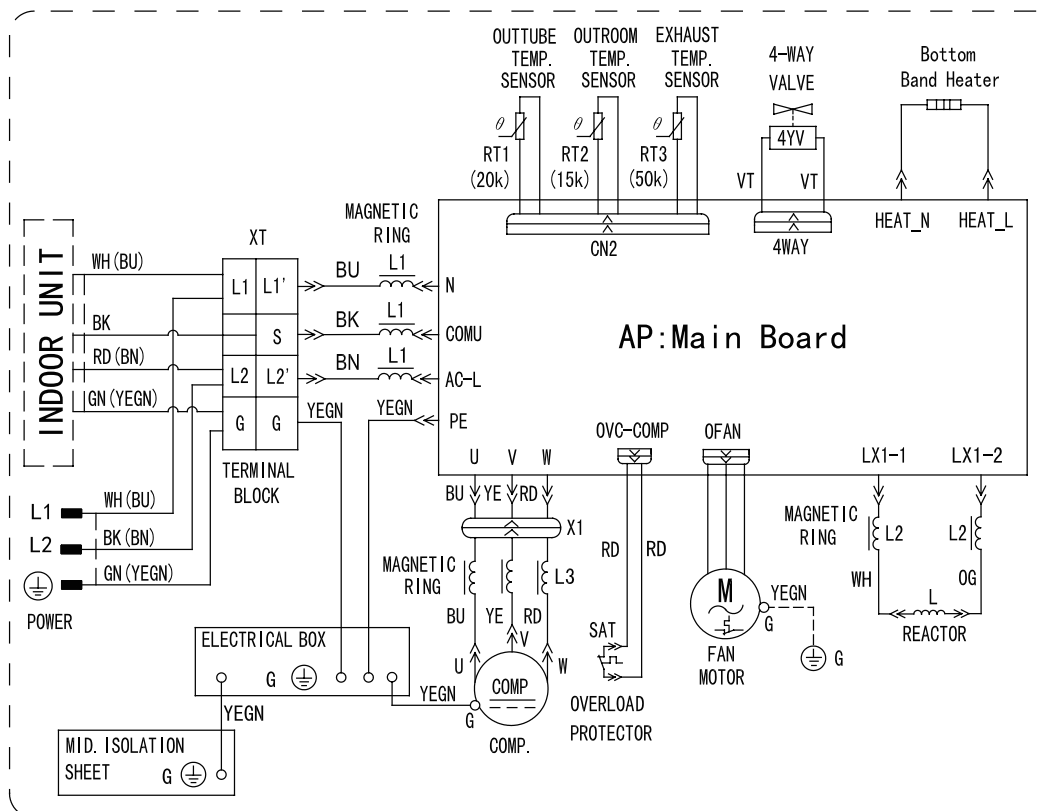 OUTTUBE TEMP. SENSOR
OUTROOM TEMP. SENSOR
EXHAUST TEMP. SENSOR
4-WAY VALVE
Bottom Band Heater
θ
θ
θ
4YV
RT1 (20k)
RT2 (15k)
RT3 (50k)
VT
VT
MAGNETIC RING
CN2
4WAY
HEAT_N
HEAT_L
XT
INDOOR UNIT
WH(BU)
L1
L1'
BU
L1
N
BK
S
BK
L1
COMU
AP:Main Board
RD(BN)
L2
L2'
BN
L1
AC-L
GN(YEGN)
G
G
YEGN
YEGN
PE
TERMINAL BLOCK
U
V
W
OVC-COMP
OFAN
LX1-1
LX1-2
L1
WH(BU)
BU
YE
RD
X1
L2
BK(BN)
GN(YEGN)
POWER
MAGNETIC RING
L3
RD
RD
MAGNETIC RING
L2
L2
WH
OG
BU
YE
RD
M
YEGN
G
L
REACTOR
G
FAN MOTOR
ELECTRICAL BOX
G
U
V
W
SAT
COMP
YEGN
G
COMP.
OVERLOAD PROTECTOR
YEGN
MID. ISOLATION SHEET
G